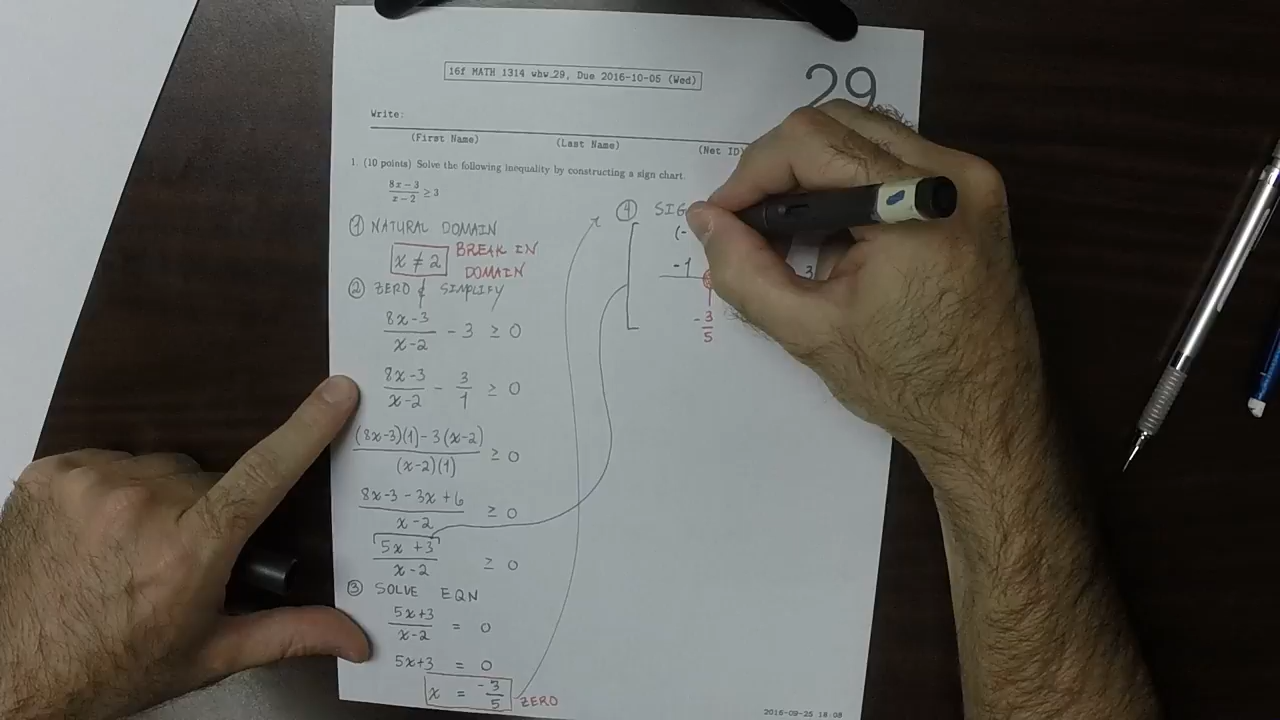 16f MATH 1314 whw_29, Due 2016-10-05 (Wed)
29
Write:
(First Name) (Last Name) (Net ID)
1. (10 points) Solve the following inequality by constructing a sign chart.
8x − 3
x − 2
≥ 3
① NATURAL DOMAIN
x ≠ 2 BREAK IN
DOMAIN
② ZERO & SIMPLIFY
8x-3
x-2
- 3 ≥ 0
8x-3
x-2
- 3
1
≥ 0
(8x-3)(1)-3(x-2)
(x-2)(1)
≥ 0
8x-3-3x+6
x-2
≥ 0
5x+3
x-2
≥ 0
③ SOLVE EQN
5x+3
x-2
= 0
5x+3 = 0
x = -3
5
ZERO
④ SIG
(-
-1 3
-3
5
2016-09-25 18:08